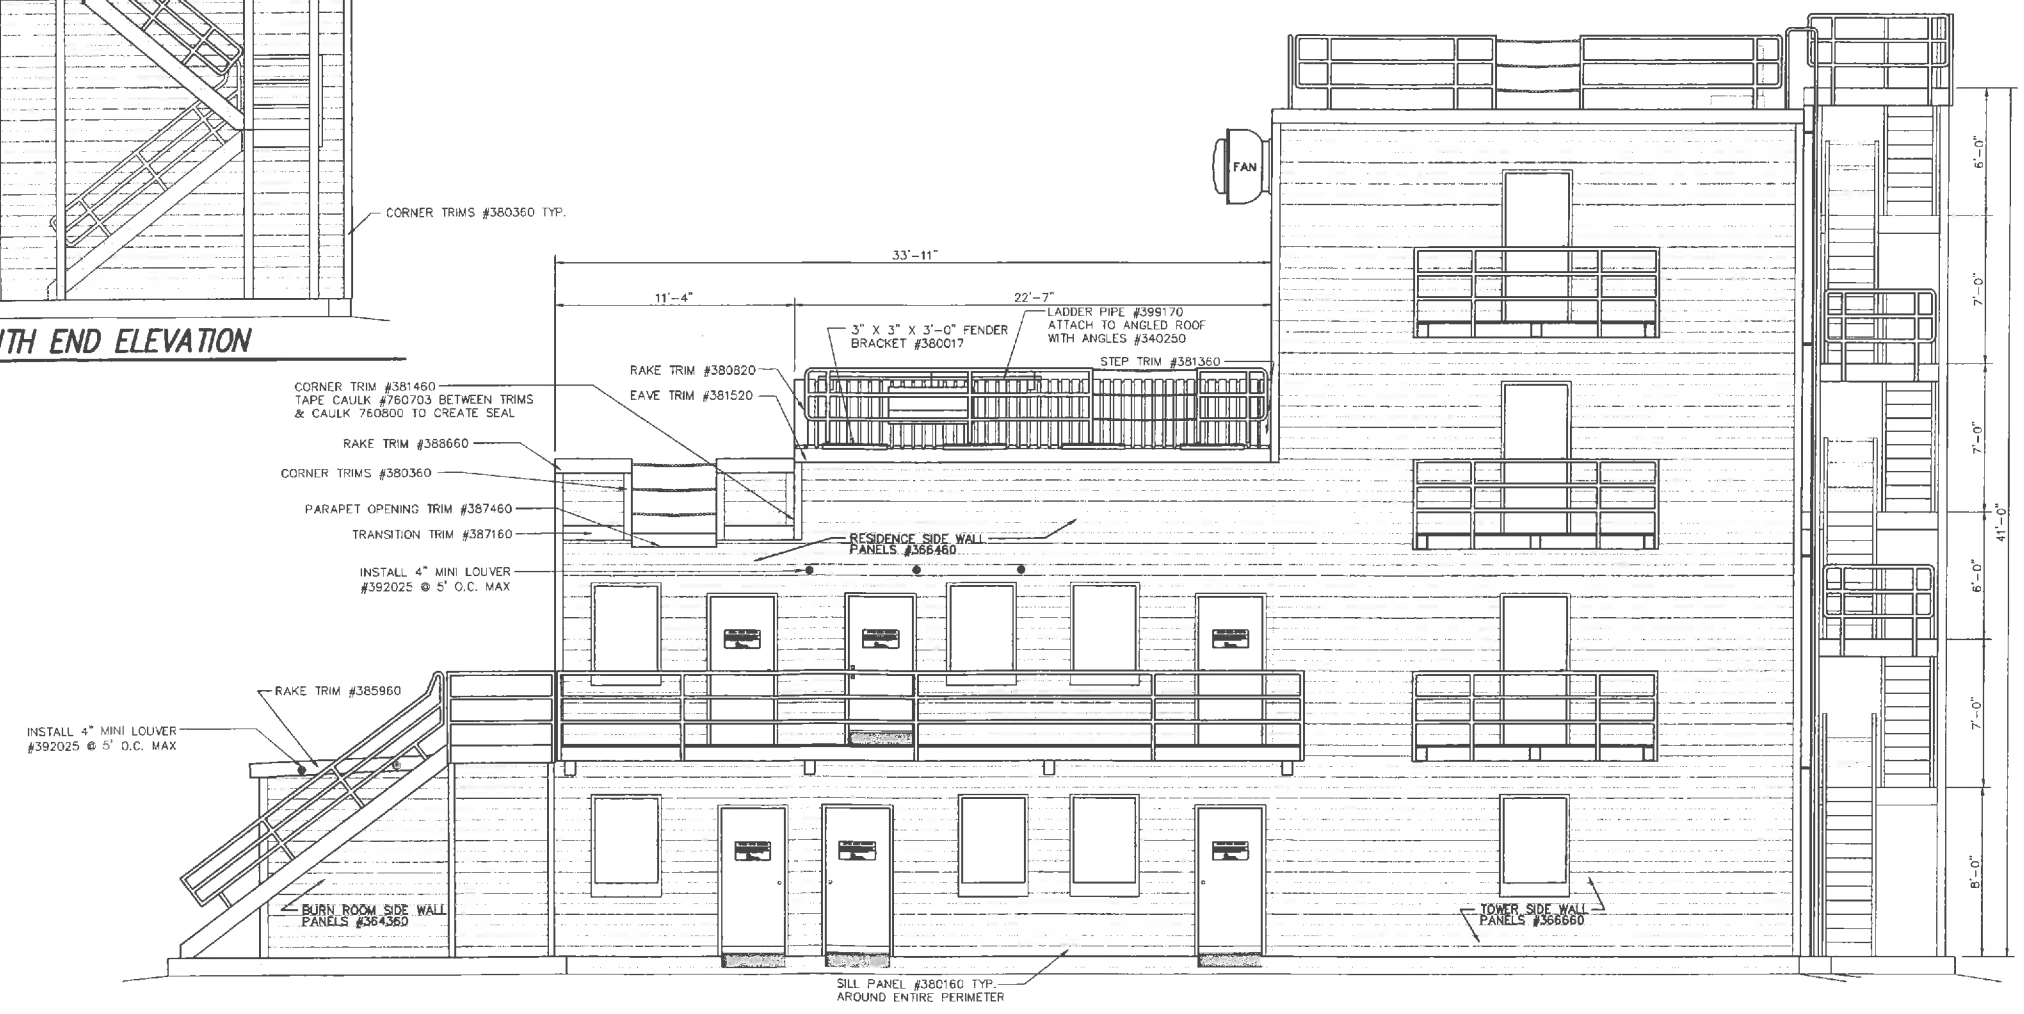 CORNER TRIMS #380360 TYP.
TH END ELEVATION
FAN
33'-11"
11'-4"
22'-7"
3" X 3" X 3'-0" FENDER
BRACKET #380017
LADDER PIPE #399170
ATTACH TO ANGLED ROOF
WITH ANGLES #340250
STEP TRIM #381360
RAKE TRIM #380820
EAVE TRIM #381520
CORNER TRIM #381460
TAPE CAULK #760703 BETWEEN TRIMS
& CAULK 760800 TO CREATE SEAL
RAKE TRIM #388660
CORNER TRIMS #380360
PARAPET OPENING TRIM #387460
TRANSITION TRIM #387160
RESIDENCE SIDE WALL
PANELS #366460
INSTALL 4" MINI LOUVER
#392025 @ 5' O.C. MAX
RAKE TRIM #385960
INSTALL 4" MINI LOUVER
#392025 @ 5' O.C. MAX
BURN ROOM SIDE WALL
PANELS #364360
TOWER SIDE WALL
PANELS #366660
SILL PANEL #380160 TYP.
AROUND ENTIRE PERIMETER
6'-0"
7'-0"
7'-0"
6'-0"
7'-0"
8'-0"
41'-0"